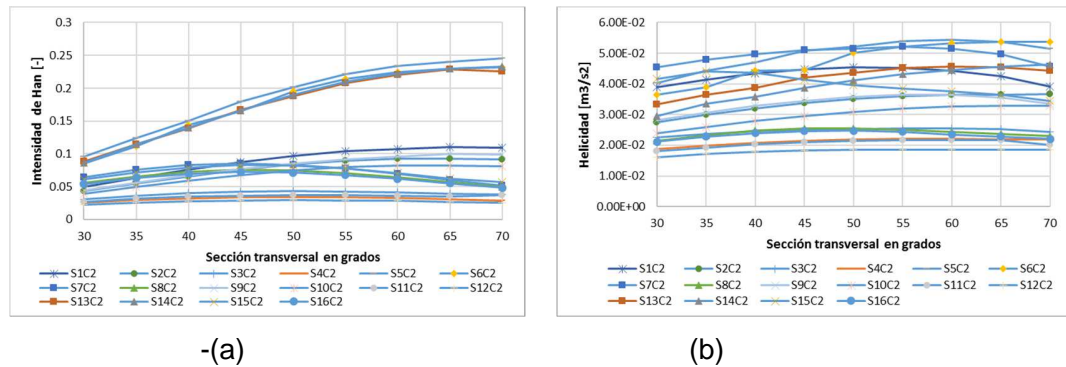 0.3
0.25
0.2
0.15
0.1
0.05
0
Intensidad de Han [-]
30 35 40 45 50 55 60 65 70
Sección transversal en grados
S1C2 S2C2 S3C2 S4C2 S5C2 S6C2
S7C2 S8C2 S9C2 S10C2 S11C2 S12C2
S13C2 S14C2 S15C2 S16C2
-(a)
6.00E-02
5.00E-02
4.00E-02
3.00E-02
2.00E-02
1.00E-02
0.00E+00
Helicidad [m3/s2]
30 35 40 45 50 55 60 65 70
Sección transversal en grados
S1C2 S2C2 S3C2 S4C2 S5C2 S6C2
S7C2 S8C2 S9C2 S10C2 S11C2 S12C2
S13C2 S14C2 S15C2 S16C2
(b)